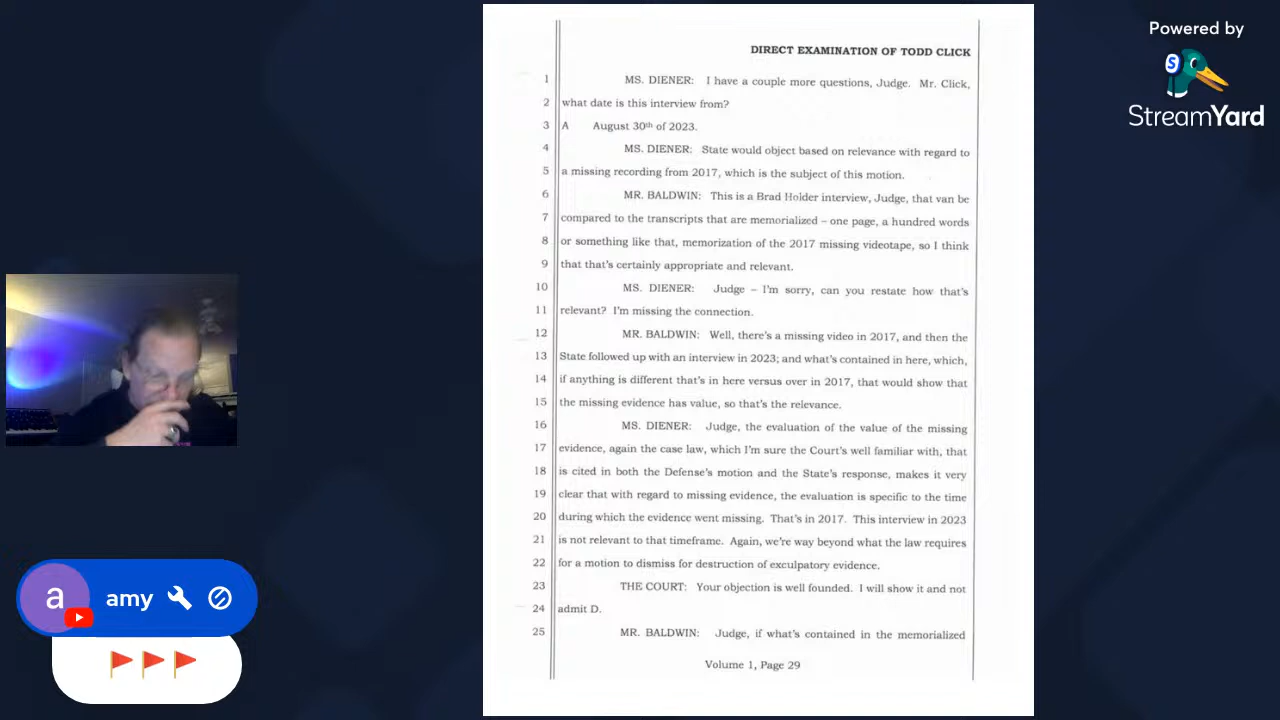 Powered by
StreamYard
DIRECT EXAMINATION OF TODD CLICK
1 MS. DIENER: I have a couple more questions, Judge. Mr. Click,
2 what date is this interview from?
3 A August 30th of 2023.
4 MS. DIENER: State would object based on relevance with regard to
5 a missing recording from 2017, which is the subject of this motion.
6 MR. BALDWIN: This is a Brad Holder interview, Judge, that van be
7 compared to the transcripts that are memorialized – one page, a hundred words
8 or something like that, memorization of the 2017 missing videotape, so I think
9 that that's certainly appropriate and relevant.
10 MS. DIENER: Judge – I'm sorry, can you restate how that's
11 relevant? I'm missing the connection.
12 MR. BALDWIN: Well, there's a missing video in 2017, and then the
13 State followed up with an interview in 2023; and what's contained in here, which,
14 if anything is different that's in here versus over in 2017, that would show that
15 the missing evidence has value, so that's the relevance.
16 MS. DIENER: Judge, the evaluation of the value of the missing
17 evidence, again the case law, which I'm sure the Court's well familiar with, that
18 is cited in both the Defense's motion and the State's response, makes it very
19 clear that with regard to missing evidence, the evaluation is specific to the time
20 during which the evidence went missing. That's in 2017. This interview in 2023
21 is not relevant to that timeframe. Again, we're way beyond what the law requires
22 for a motion to dismiss for destruction of exculpatory evidence.
23 THE COURT: Your objection is well founded. I will show it and not
24 admit D.
25 MR. BALDWIN: Judge, if what's contained in the memorialized
Volume 1, Page 29
a amy
🚩🚩🚩